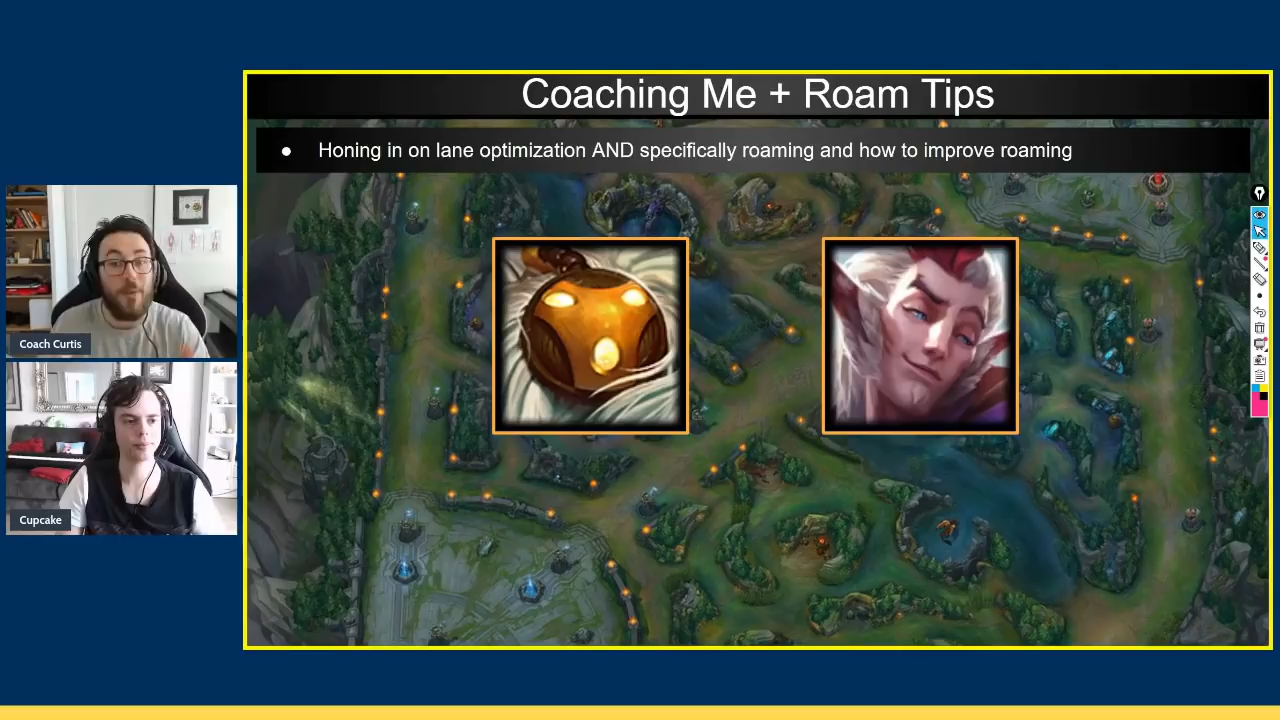 Coaching Me + Roam Tips
● Honing in on lane optimization AND specifically roaming and how to improve roaming
Coach Curtis
Cupcake